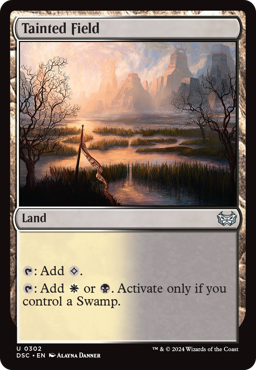 Tainted Field
Land
: Add .
: Add or . Activate only if you
control a Swamp.
U 0302
DSC • EN ALAYNA DANNER
™ & © 2024 Wizards of the Coast